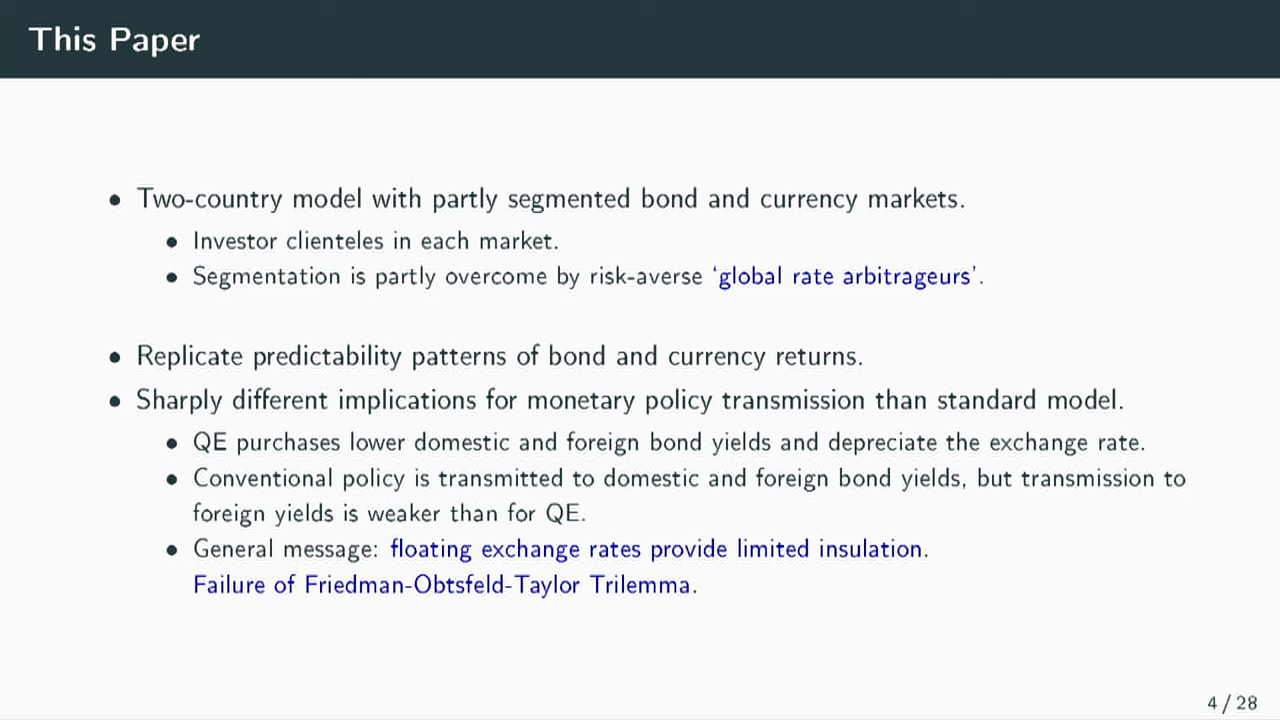 This Paper
• Two-country model with partly segmented bond and currency markets.
• Investor clienteles in each market.
• Segmentation is partly overcome by risk-averse ‘global rate arbitrageurs’.
• Replicate predictability patterns of bond and currency returns.
• Sharply different implications for monetary policy transmission than standard model.
• QE purchases lower domestic and foreign bond yields and depreciate the exchange rate.
• Conventional policy is transmitted to domestic and foreign bond yields, but transmission to
foreign yields is weaker than for QE.
• General message: floating exchange rates provide limited insulation.
Failure of Friedman-Obtsfeld-Taylor Trilemma.
4 / 28